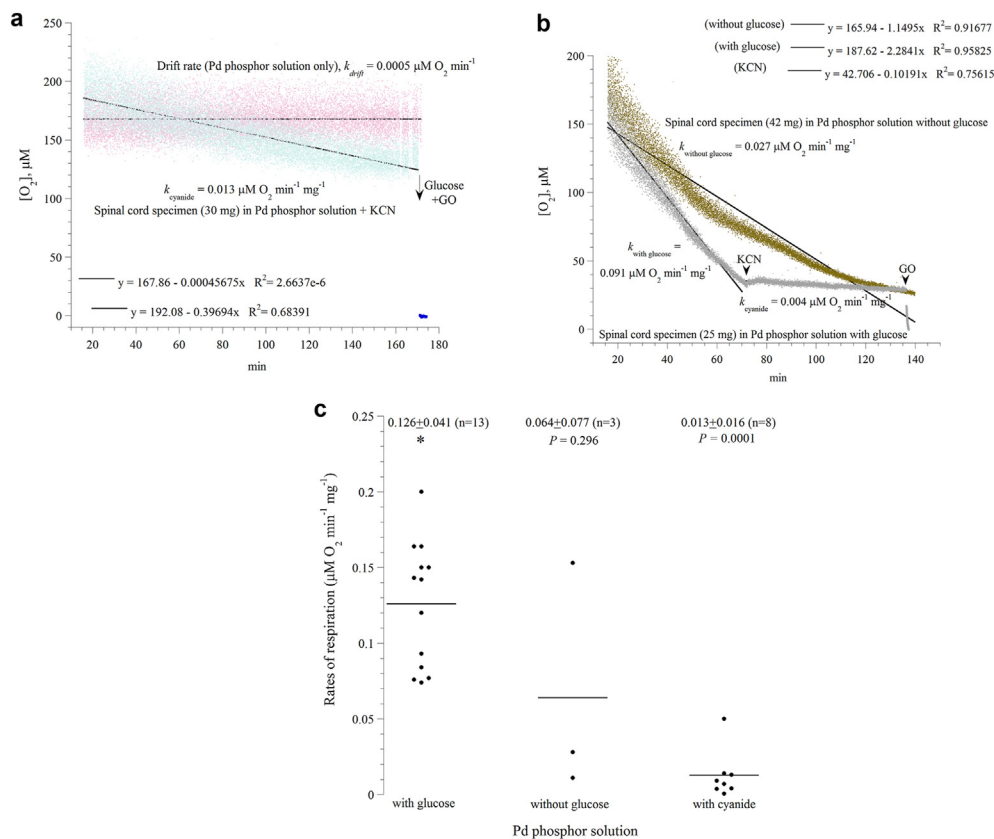 a
250
200
150
100
50
0
[O2], μM
Drift rate (Pd phosphor solution only), kdrift = 0.0005 μM O2 min-1
kcyanide = 0.013 μM O2 min-1 mg-1
Glucose
+GO
Spinal cord specimen (30 mg) in Pd phosphor solution + KCN
y = 167.86 - 0.00045675x R2= 2.6637e-6
y = 192.08 - 0.39694x R2= 0.68391
20 40 60 80 100 120 140 160 180
min
b
(without glucose) y = 165.94 - 1.1495x R2= 0.91677
(with glucose) y = 187.62 - 2.2841x R2= 0.95825
(KCN) y = 42.706 - 0.10191x R2= 0.75615
200
150
100
50
0
[O2], μM
Spinal cord specimen (42 mg) in Pd phosphor solution without glucose
kwithout glucose = 0.027 μM O2 min-1 mg-1
kwith glucose =
0.091 μM O2 min-1 mg-1
KCN
GO
kcyanide = 0.004 μM O2 min-1 mg-1
Spinal cord specimen (25 mg) in Pd phosphor solution with glucose
20 40 60 80 100 120 140
min
c
0.25
0.2
0.15
0.1
0.05
0
Rates of respiration (μM O2 min-1 mg-1)
0.126±0.041 (n=13) 0.064±0.077 (n=3) 0.013±0.016 (n=8)
* P = 0.296 P = 0.0001
with glucose without glucose with cyanide
Pd phosphor solution